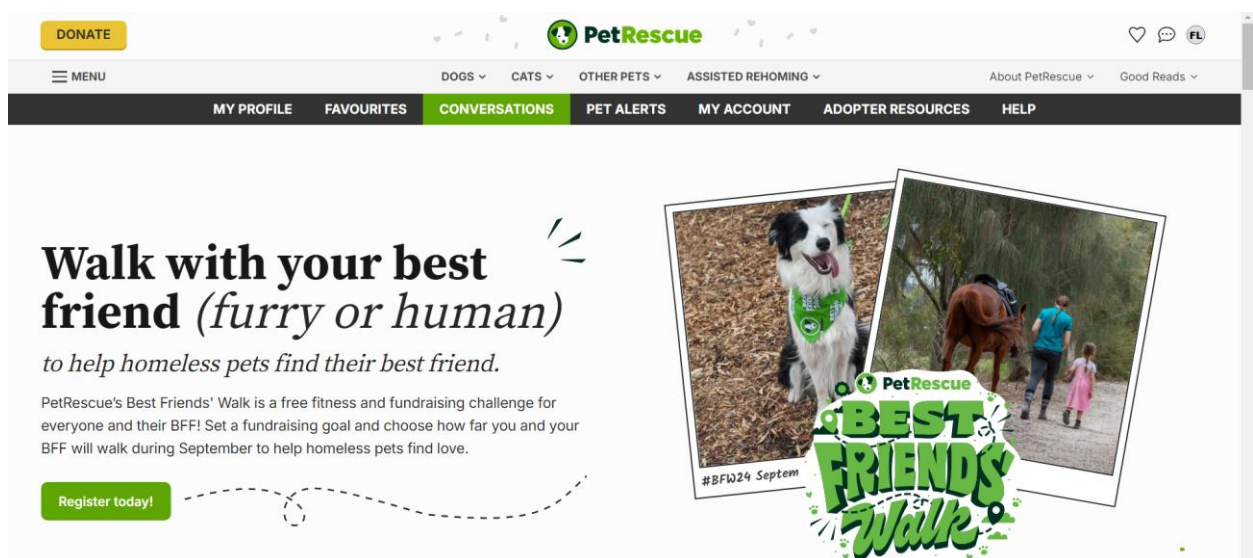 DONATE
PetRescue
FL
MENU
DOGS
CATS
OTHER PETS
ASSISTED REHOMING
About PetRescue
Good Reads
MY PROFILE
FAVOURITES
CONVERSATIONS
PET ALERTS
MY ACCOUNT
ADOPTER RESOURCES
HELP
Walk with your best
friend (furry or human)
to help homeless pets find their best friend.
PetRescue's Best Friends' Walk is a free fitness and fundraising challenge for
everyone and their BFF! Set a fundraising goal and choose how far you and your
BFF will walk during September to help homeless pets find love.
Register today!
#BFW24 Septem
PetRescue
BEST
FRIENDS
Walk